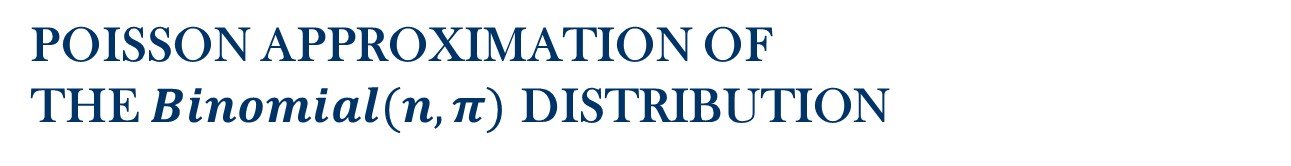 POISSON APPROXIMATION OF
THE Binomial(n, π) DISTRIBUTION